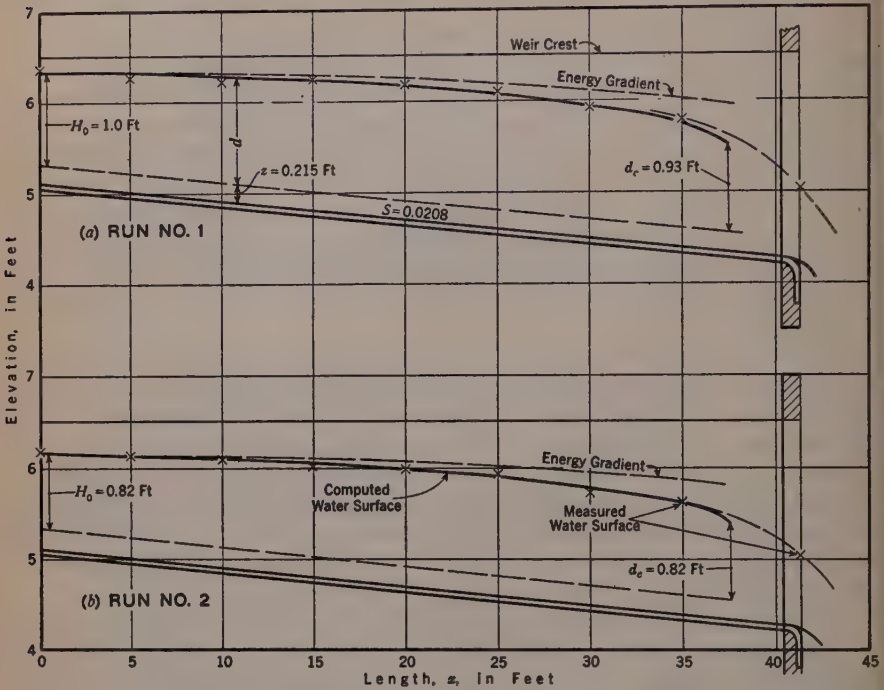 7
Weir Crest
Energy Gradient
6
H₀ = 1.0 Ft
d
z = 0.215 Ft
d_c = 0.93 Ft
5
S = 0.0208
(a) RUN NO. 1
4
Elevation, in Feet
7
Energy Gradient
6
H₀ = 0.82 Ft
Computed
Water Surface
Measured
Water Surface
5
d_c = 0.82 Ft
(b) RUN NO. 2
4
0 5 10 15 20 25 30 35 40 45
Length, x, in Feet